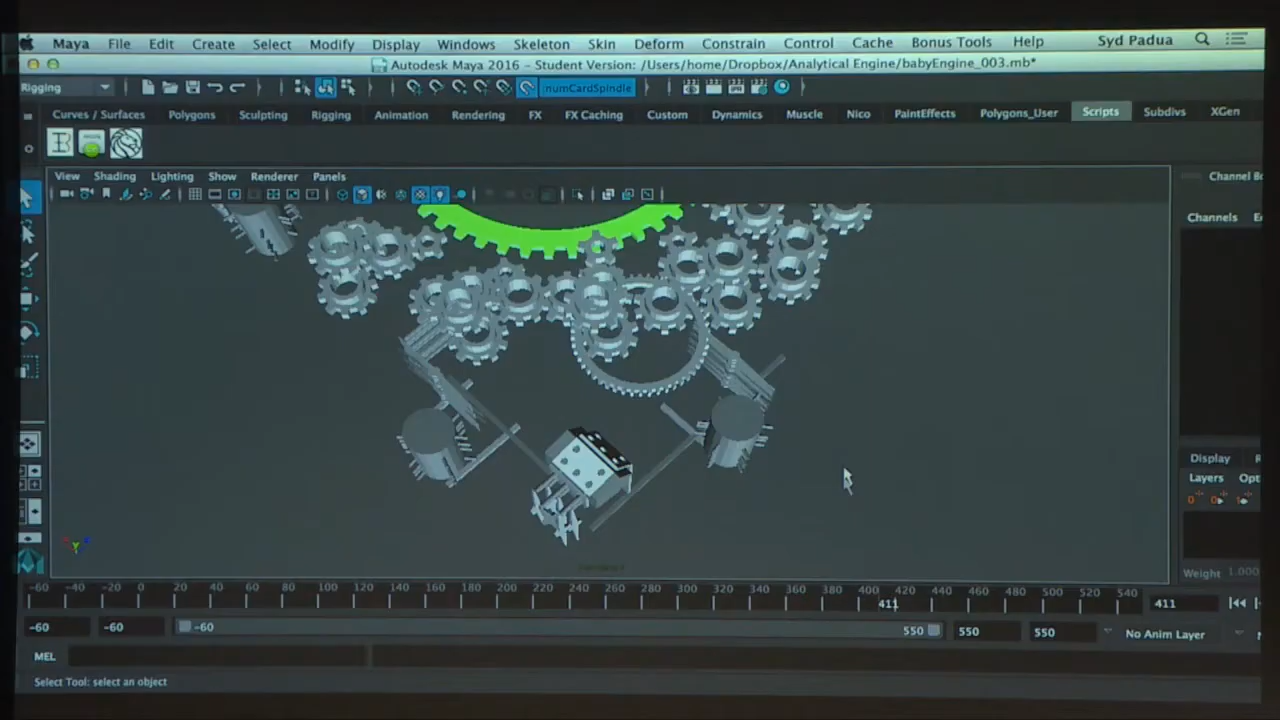 Maya File Edit Create Select Modify Display Windows Skeleton Skin Deform Constrain Control Cache Bonus Tools Help Syd Padua
Autodesk Maya 2016 - Student Version: /Users/home/Dropbox/Analytical Engine/babyEngine_003.mb*
Rigging numCardSpindle
Curves / Surfaces Polygons Sculpting Rigging Animation Rendering FX FX Caching Custom Dynamics Muscle Nico PaintEffects Polygons_User Scripts Subdivs XGen
View Shading Lighting Show Renderer Panels Channel Bo
Channels E
Display
Layers Opt
Weight 1.000
-60 -40 -20 0 20 40 60 80 100 120 140 160 180 200 220 240 260 280 300 320 340 360 380 400 420 440 460 480 500 520 540
411 411
-60 -60 -60 550 550 550 No Anim Layer
MEL
Select Tool: select an object